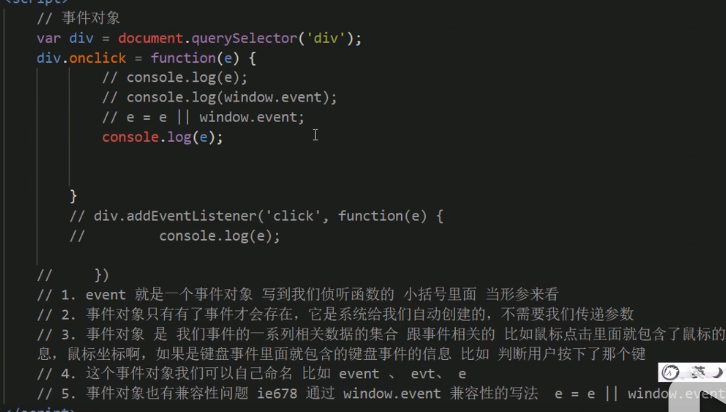 <script>
// 事件对象
var div = document.querySelector('div');
div.onclick = function(e) {
// console.log(e);
// console.log(window.event);
// e = e || window.event;
console.log(e);
}
// div.addEventListener('click', function(e) {
// console.log(e);
// })
// 1. event 就是一个事件对象 写到我们侦听函数的 小括号里面 当形参来看
// 2. 事件对象只有有了事件才会存在，它是系统给我们自动创建的，不需要我们传递参数
// 3. 事件对象 是 我们事件的一系列相关数据的集合 跟事件相关的 比如鼠标点击里面就包含了鼠标的
息，鼠标坐标啊，如果是键盘事件里面就包含的键盘事件的信息 比如 判断用户按下了那个键
// 4. 这个事件对象我们可以自己命名 比如 event 、 evt、 e
// 5. 事件对象也有兼容性问题 ie678 通过 window.event 兼容性的写法 e = e || window.event
</script>
英